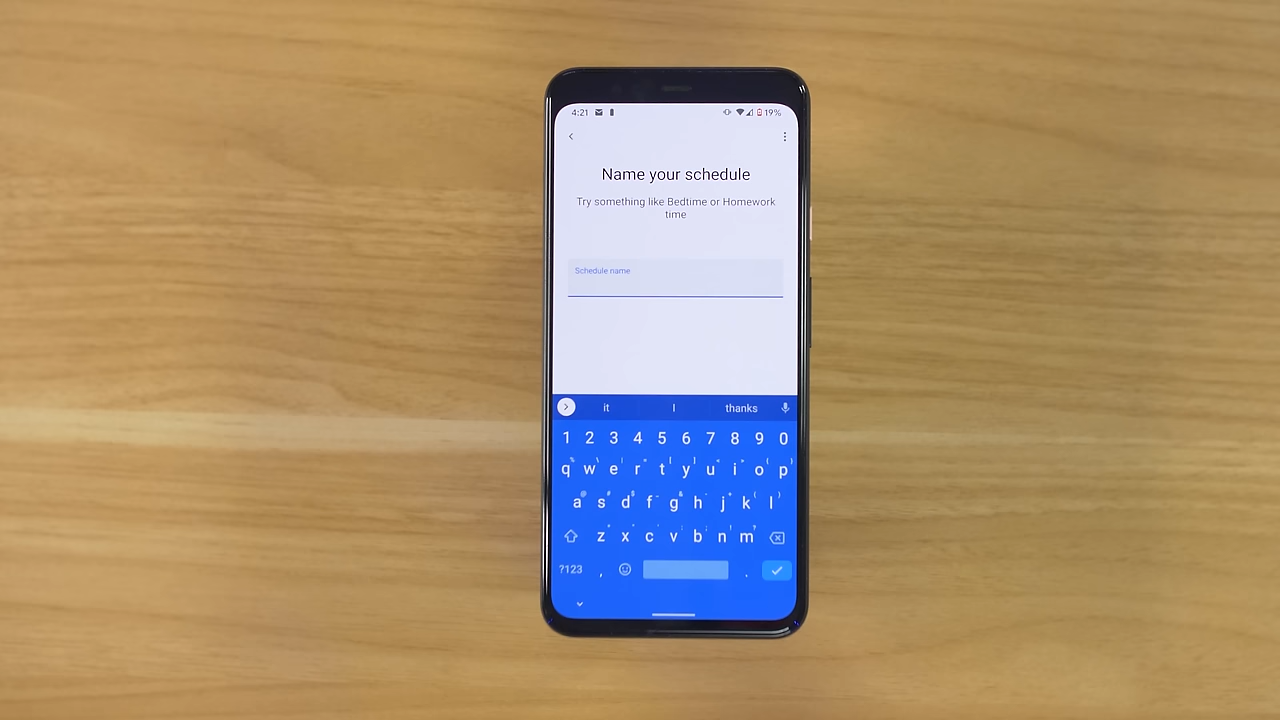 4:21 19%
Name your schedule
Try something like Bedtime or Homework
time
Schedule name
it I thanks
1 2 3 4 5 6 7 8 9 0
q w e r t y u i o p
a s d f g h j k l
z x c v b n m
?123 , .